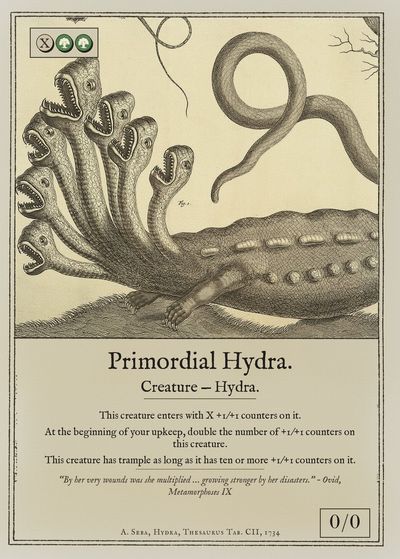 X
Fig. 1.
Primordial Hydra.
Creature – Hydra.
This creature enters with X +1/+1 counters on it.
At the beginning of your upkeep, double the number of +1/+1 counters on
this creature.
This creature has trample as long as it has ten or more +1/+1 counters on it.
“By her very wounds was she multiplied ... growing stronger by her disasters.” - Ovid,
Metamorphoses IX
0/0
A. Seba, Hydra, Thesaurus Tab. CII, 1734